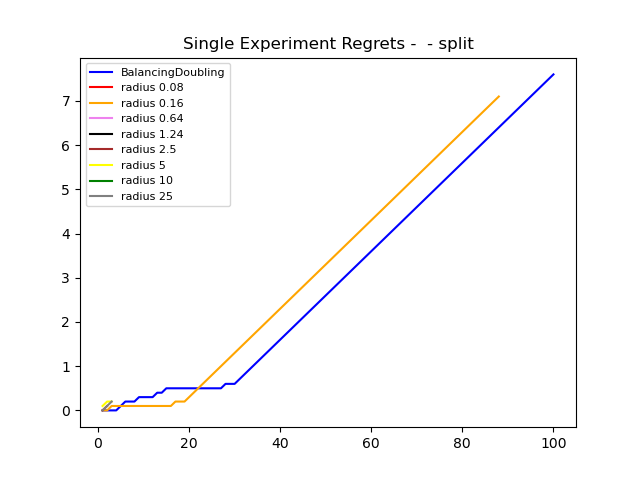 Single Experiment Regrets -  - split
BalancingDoubling
radius 0.08
radius 0.16
radius 0.64
radius 1.24
radius 2.5
radius 5
radius 10
radius 25
7
6
5
4
3
2
1
0
0 20 40 60 80 100